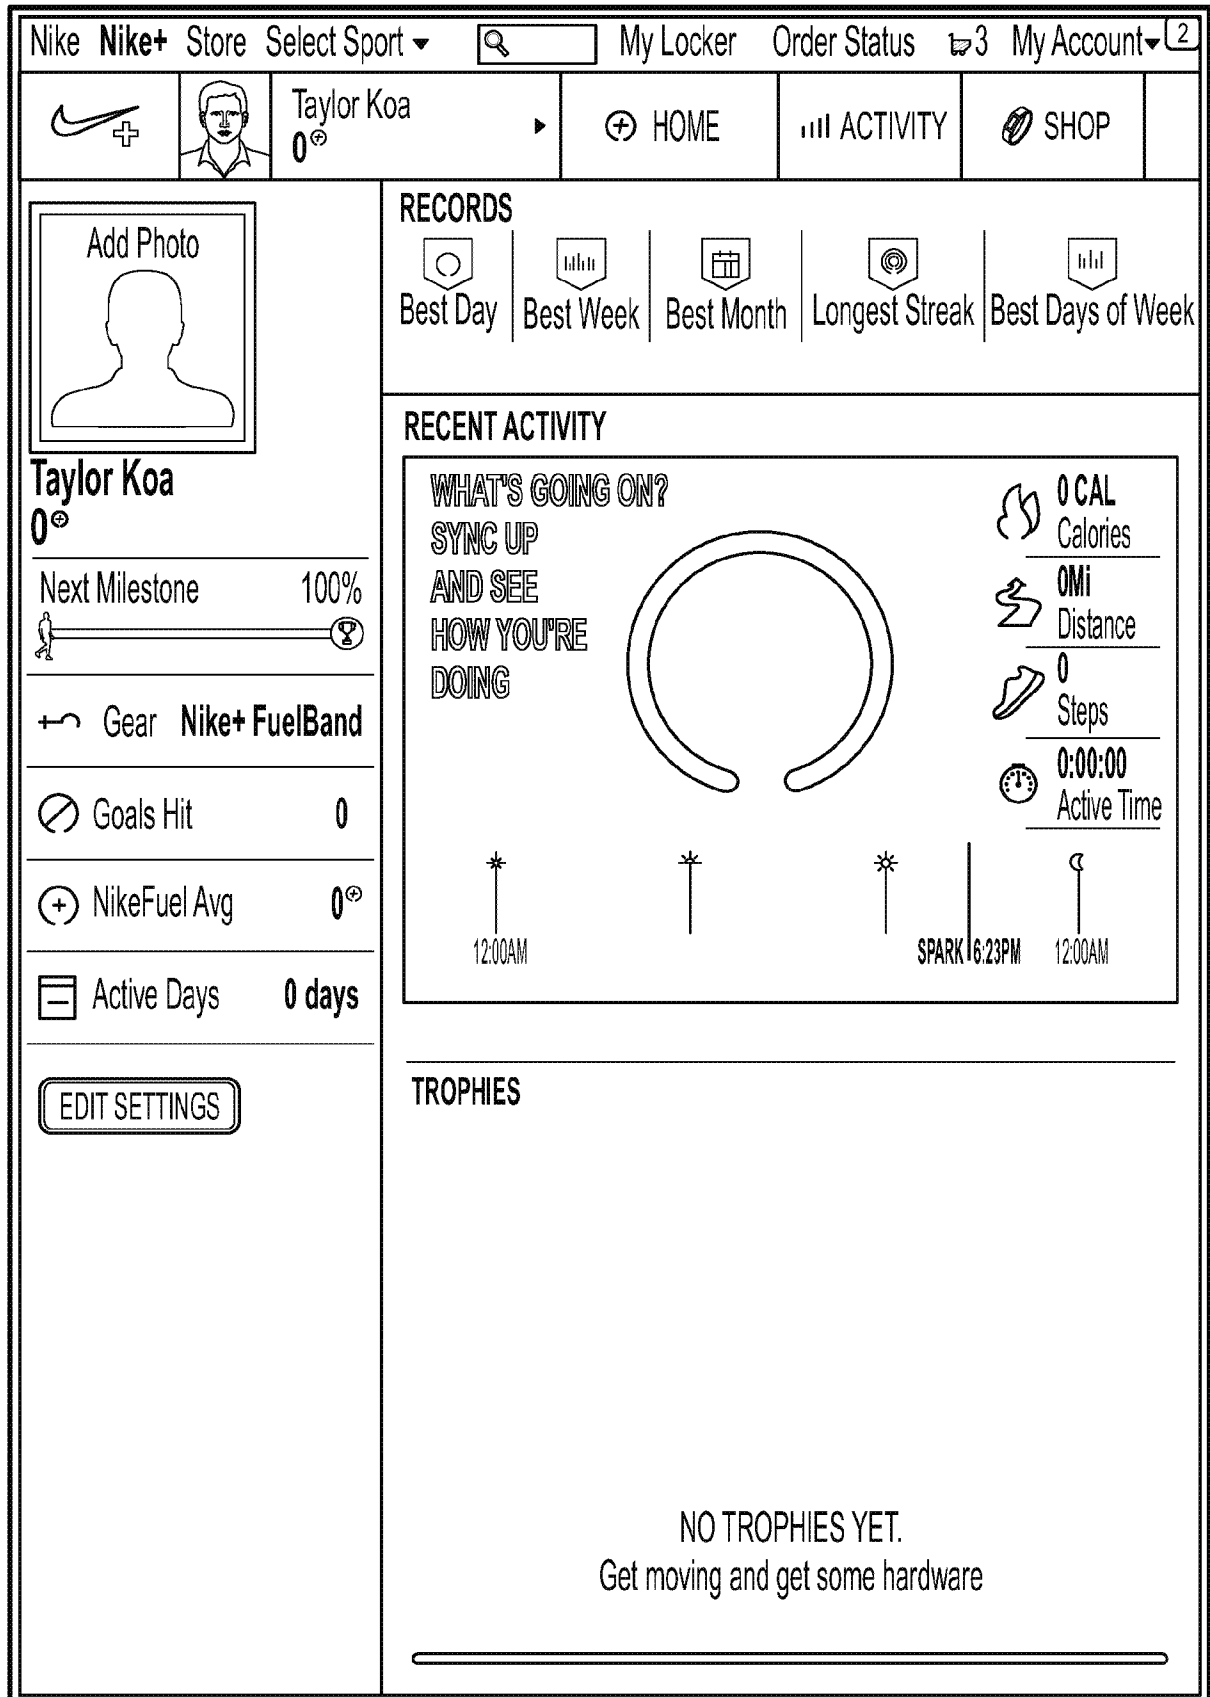 Nike Nike+ Store Select Sport My Locker Order Status 3 My Account 2
Taylor Koa
0
HOME
ACTIVITY
SHOP
Add Photo
Taylor Koa
0
Next Milestone 100%
Gear Nike+ FuelBand
Goals Hit 0
NikeFuel Avg 0
Active Days 0 days
EDIT SETTINGS
RECORDS
Best Day
Best Week
Best Month
Longest Streak
Best Days of Week
RECENT ACTIVITY
WHAT'S GOING ON?
SYNC UP
AND SEE
HOW YOU'RE
DOING
0 CAL
Calories
0Mi
Distance
0
Steps
0:00:00
Active Time
12:00AM SPARK 6:23PM 12:00AM
TROPHIES
NO TROPHIES YET.
Get moving and get some hardware